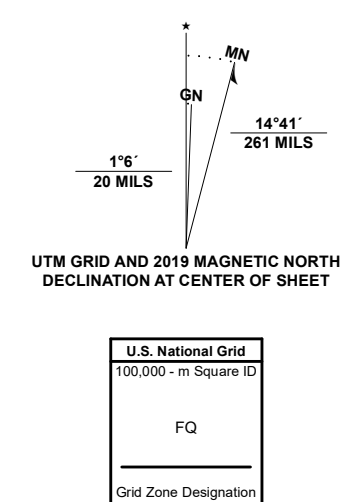 ★
MN
GN
14°41´
261 MILS
1°6´
20 MILS
UTM GRID AND 2019 MAGNETIC NORTH
DECLINATION AT CENTER OF SHEET
U.S. National Grid
100,000 - m Square ID
FQ
Grid Zone Designation